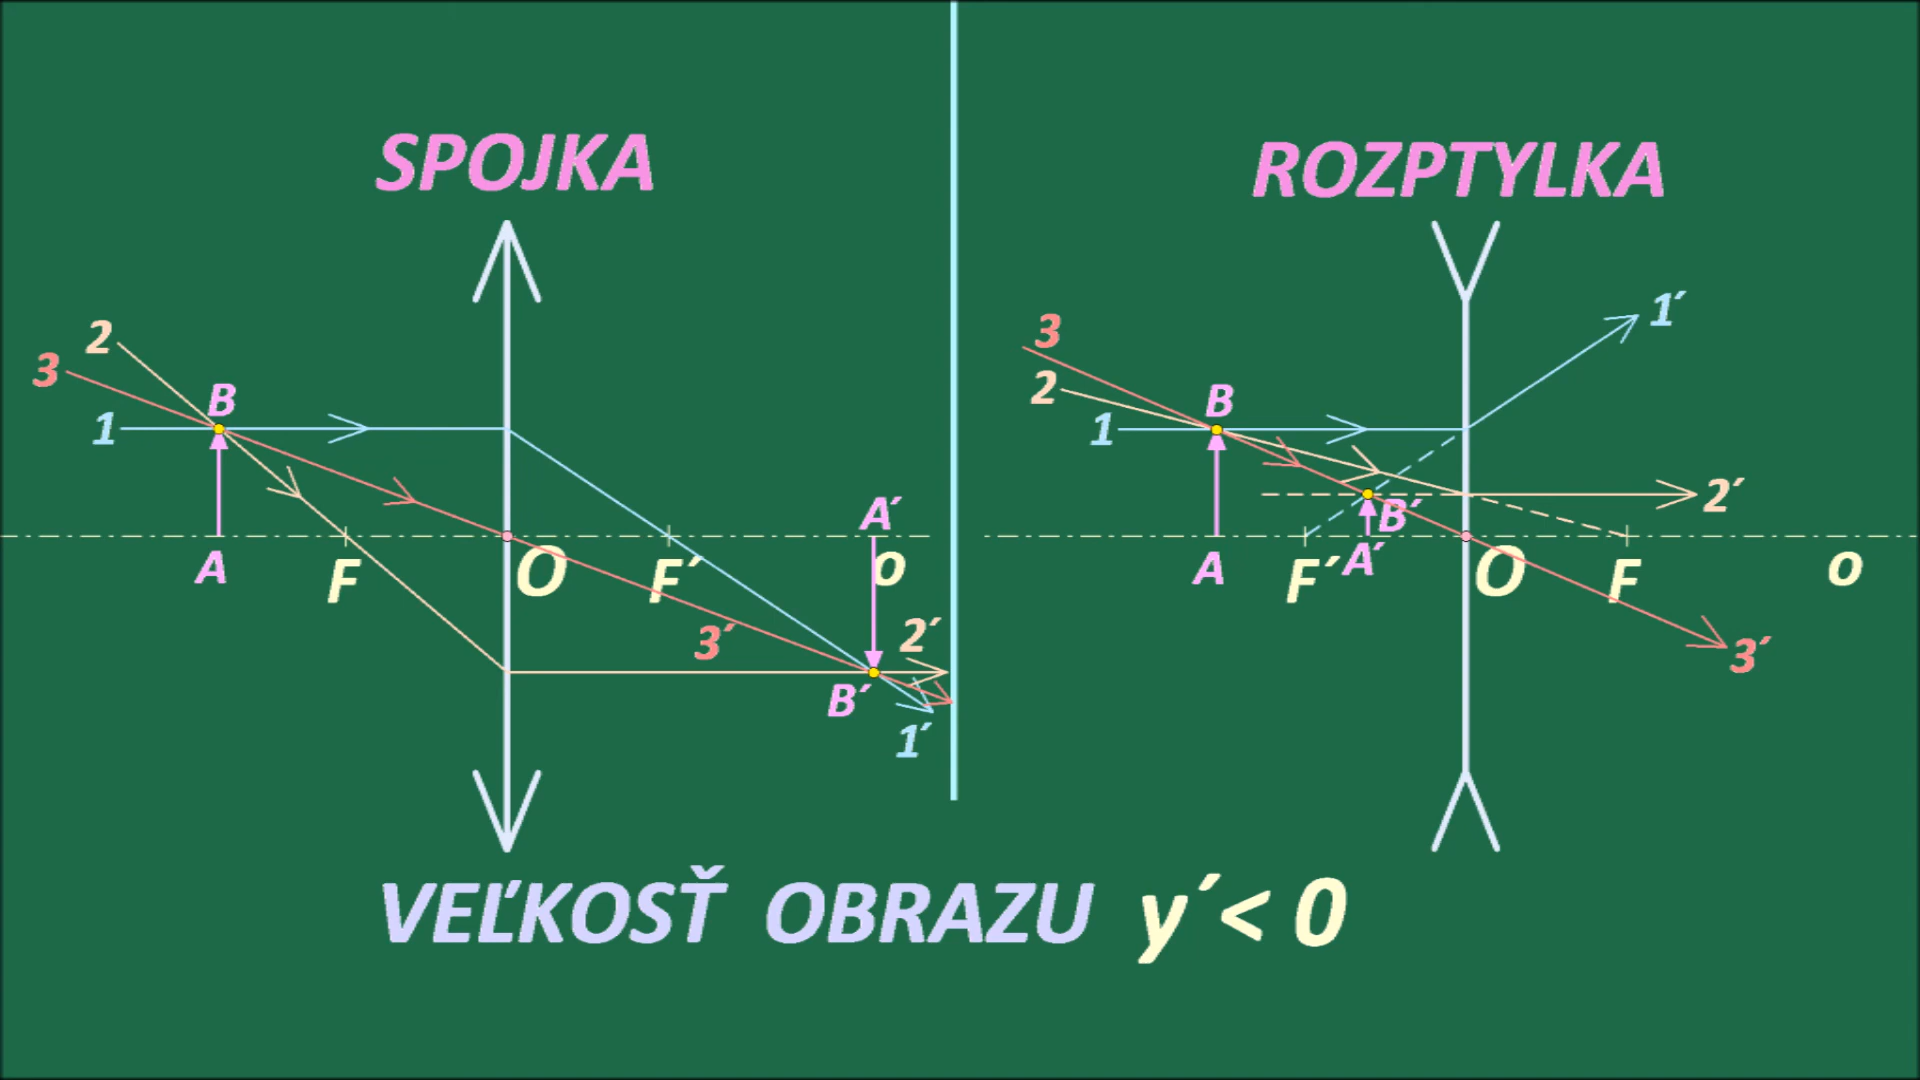 SPOJKA
2
3
B
1
A
F
O
F´
A´
o
3´
2´
B´
1´
ROZPTYLKA
1´
3
2
B
1
2´
B´
A
F´
A´
O
F
o
3´
VEĽKOSŤ OBRAZU y´< 0